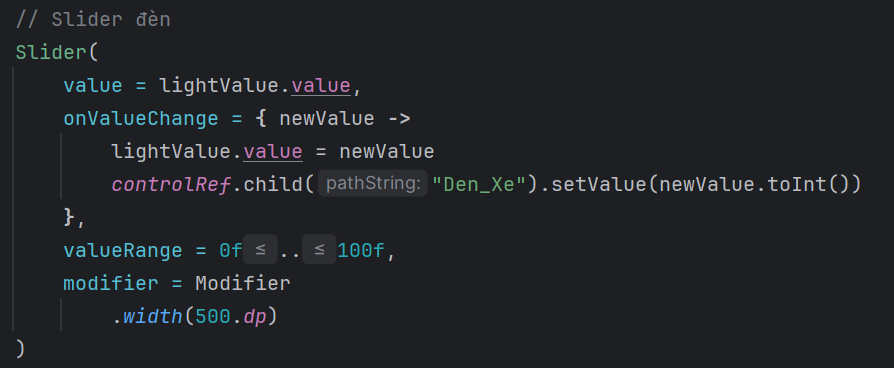 // Slider đèn
Slider(
    value = lightValue.value,
    onValueChange = { newValue ->
        lightValue.value = newValue
        controlRef.child( pathString: "Den_Xe").setValue(newValue.toInt())
    },
    valueRange = 0f ≤ .. ≤ 100f,
    modifier = Modifier
        .width(500.dp)
)